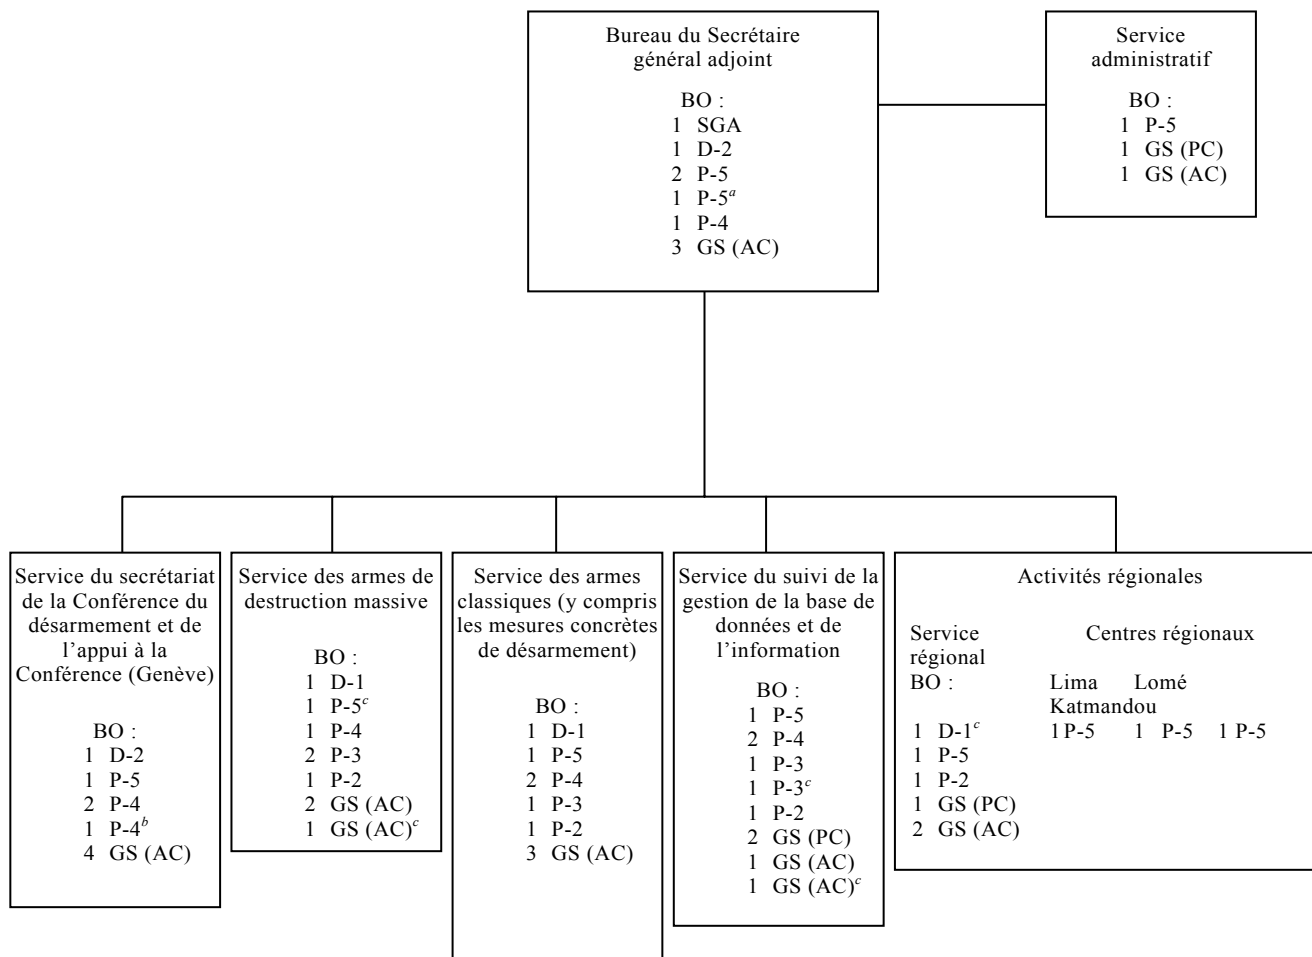 Bureau du Secrétaire
général adjoint
BO :
1 SGA
1 D-2
2 P-5
1 P-5a
1 P-4
3 GS (AC)
Service
administratif
BO :
1 P-5
1 GS (PC)
1 GS (AC)
Service du secrétariat
de la Conférence du
désarmement et de
l’appui à la
Conférence (Genève)
BO :
1 D-2
1 P-5
2 P-4
1 P-4b
4 GS (AC)
Service des armes de
destruction massive
BO :
1 D-1
1 P-5c
1 P-4
2 P-3
1 P-2
2 GS (AC)
1 GS (AC)c
Service des armes
classiques (y compris
les mesures concrètes
de désarmement)
BO :
1 D-1
1 P-5
2 P-4
1 P-3
1 P-2
3 GS (AC)
Service du suivi de la
gestion de la base de
données et de
l’information
BO :
1 P-5
2 P-4
1 P-3
1 P-3c
1 P-2
2 GS (PC)
1 GS (AC)
1 GS (AC)c
Activités régionales
Service
régional
BO :
1 D-1c
1 P-5
1 P-2
1 GS (PC)
2 GS (AC)
Centres régionaux
Lima Lomé
Katmandou
1 P-5 1 P-5 1 P-5